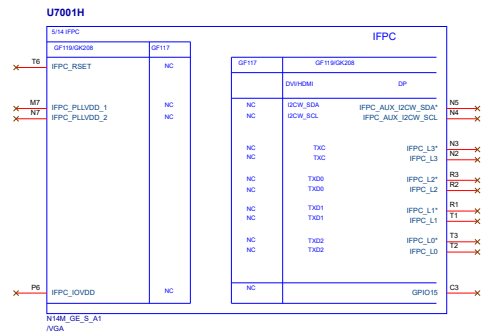 U7001H
5/14 IFPC
IFPC
GF119/GK208 GF117
GF117 GF119/GK208
DVI/HDMI DP
T6 IFPC_RSET NC
M7 IFPC_PLLVDD_1 NC
N7 IFPC_PLLVDD_2 NC
NC I2CW_SDA IFPC_AUX_I2CW_SDA* N5
NC I2CW_SCL IFPC_AUX_I2CW_SCL N4
NC TXC IFPC_L3* N3
NC TXC IFPC_L3 N2
NC TXD0 IFPC_L2* R3
NC TXD0 IFPC_L2 R2
NC TXD1 IFPC_L1* R1
NC TXD1 IFPC_L1 T1
NC TXD2 IFPC_L0* T3
NC TXD2 IFPC_L0 T2
P6 IFPC_IOVDD NC
NC GPIO15 C3
N14M_GE_S_A1
/VGA